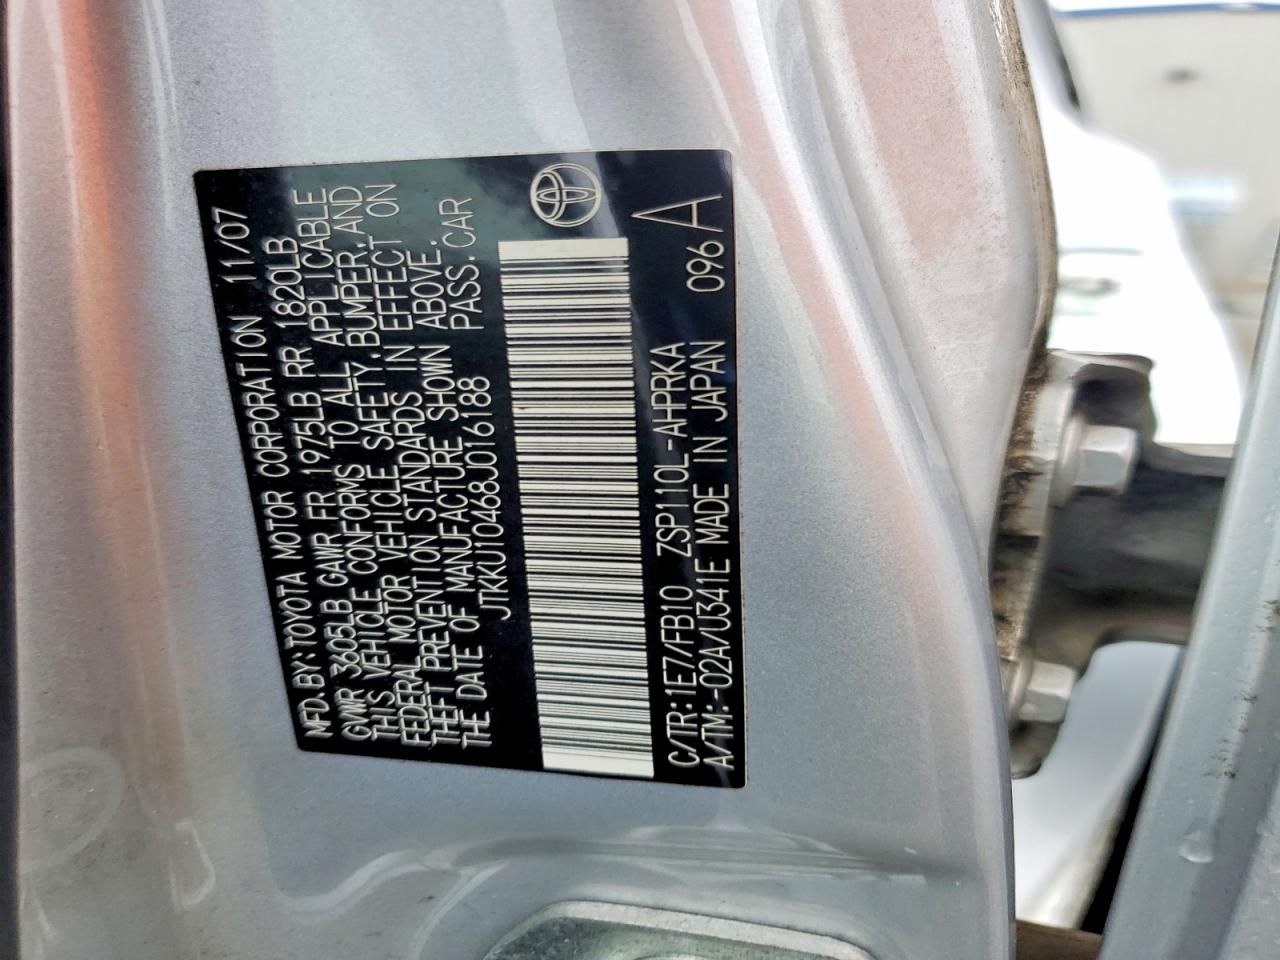 MFD.BY:TOYOTA MOTOR CORPORATION 11/07
GVWR 3605LB GAWR FR 1975LB RR 1820LB
THIS VEHICLE CONFORMS TO ALL APPLICABLE
FEDERAL MOTOR VEHICLE SAFETY,BUMPER,AND
THEFT PREVENTION STANDARDS IN EFFECT ON
THE DATE OF MANUFACTURE SHOWN ABOVE.
JTKKU10468J016188 PASS.CAR
C/TR:1E7/FB10 ZSP110L-AHPRKA 096 A
A/TM:-02A/U341E MADE IN JAPAN